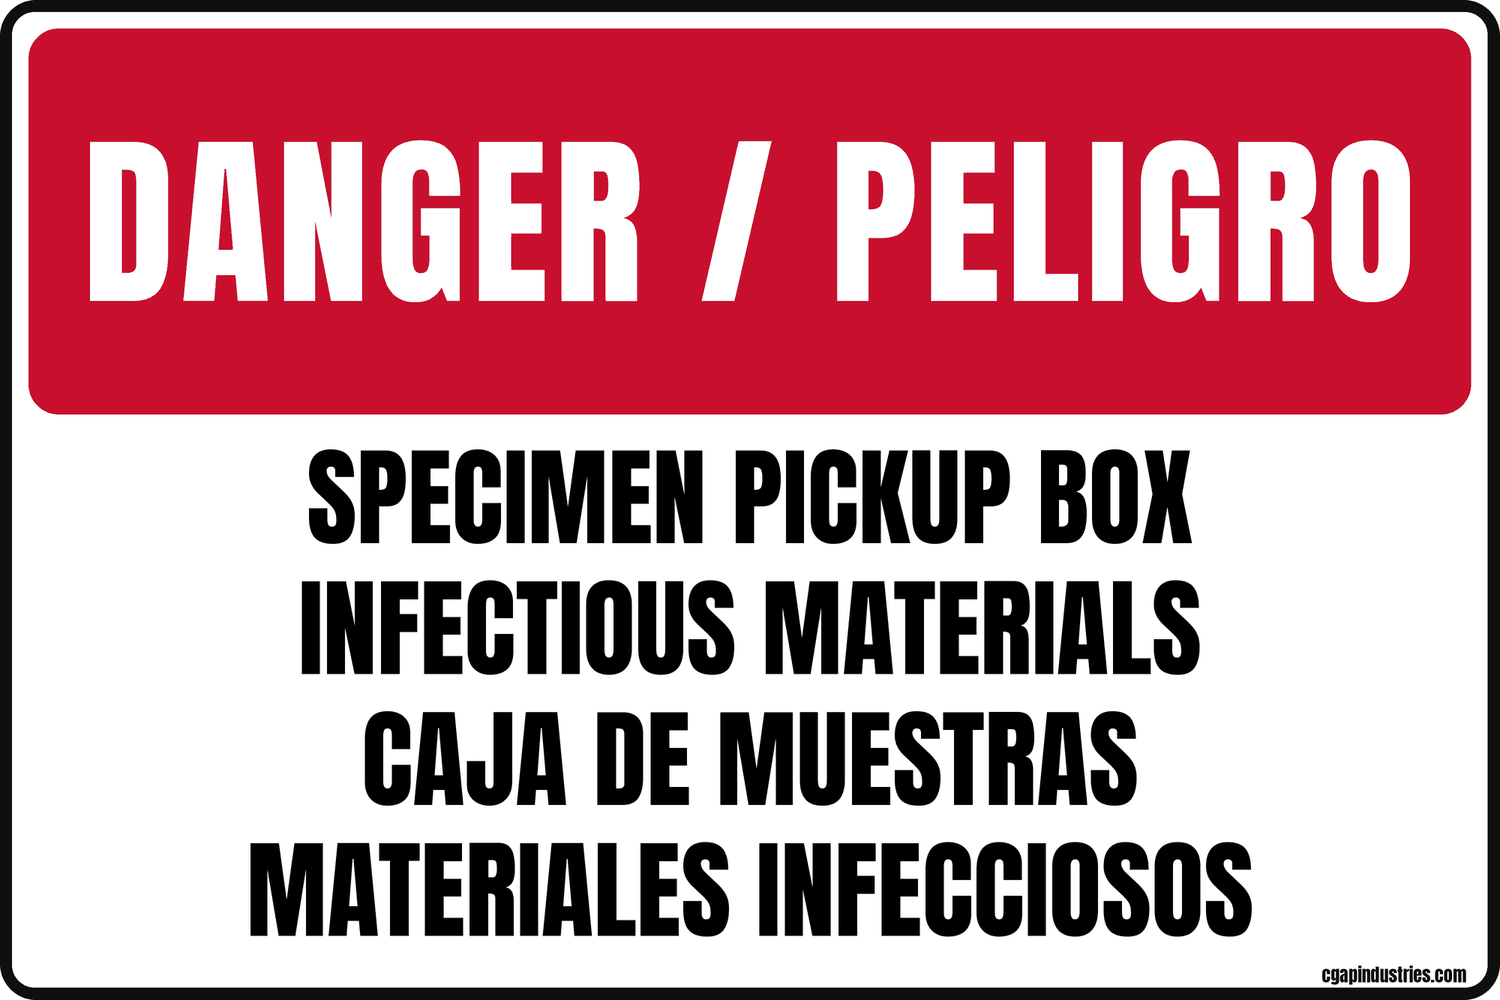 DANGER / PELIGRO
SPECIMEN PICKUP BOX
INFECTIOUS MATERIALS
CAJA DE MUESTRAS
MATERIALES INFECCIOSOS
cgapindustries.com